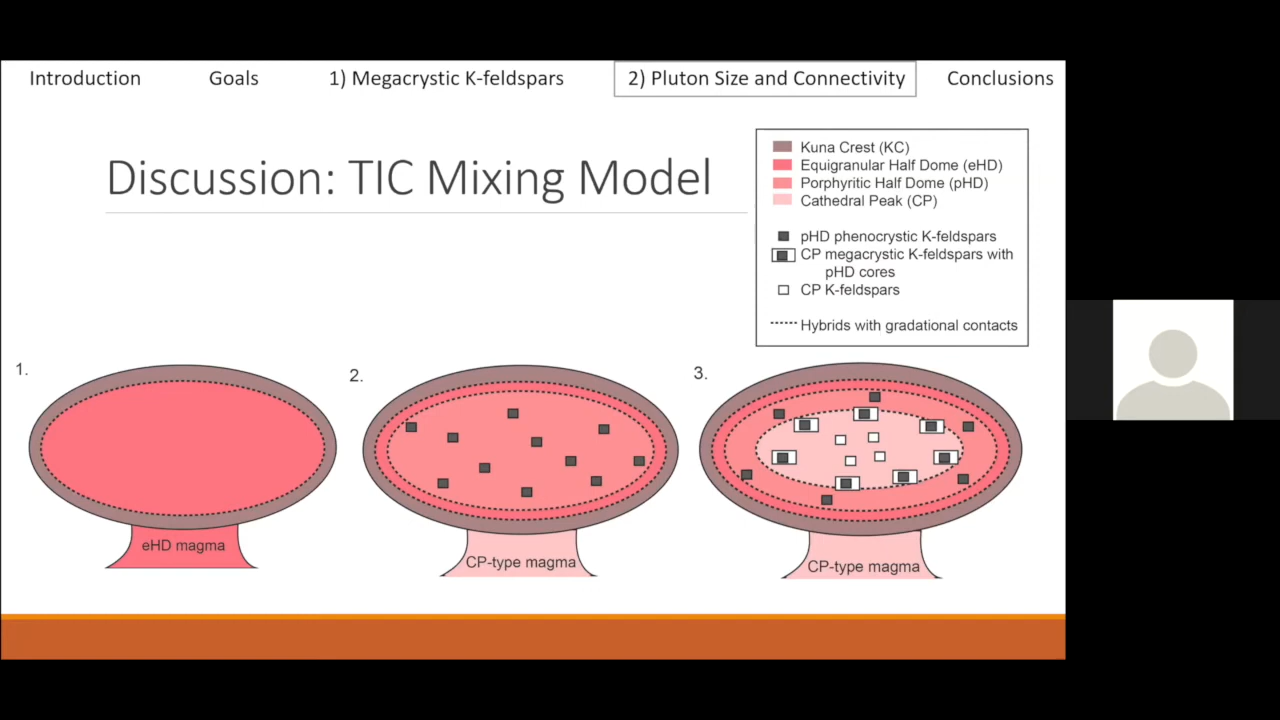 Introduction Goals 1) Megacrystic K-feldspars 2) Pluton Size and Connectivity Conclusions
Discussion: TIC Mixing Model
Kuna Crest (KC)
Equigranular Half Dome (eHD)
Porphyritic Half Dome (pHD)
Cathedral Peak (CP)
pHD phenocrystic K-feldspars
CP megacrystic K-feldspars with
pHD cores
CP K-feldspars
Hybrids with gradational contacts
1.
eHD magma
2.
CP-type magma
3.
CP-type magma